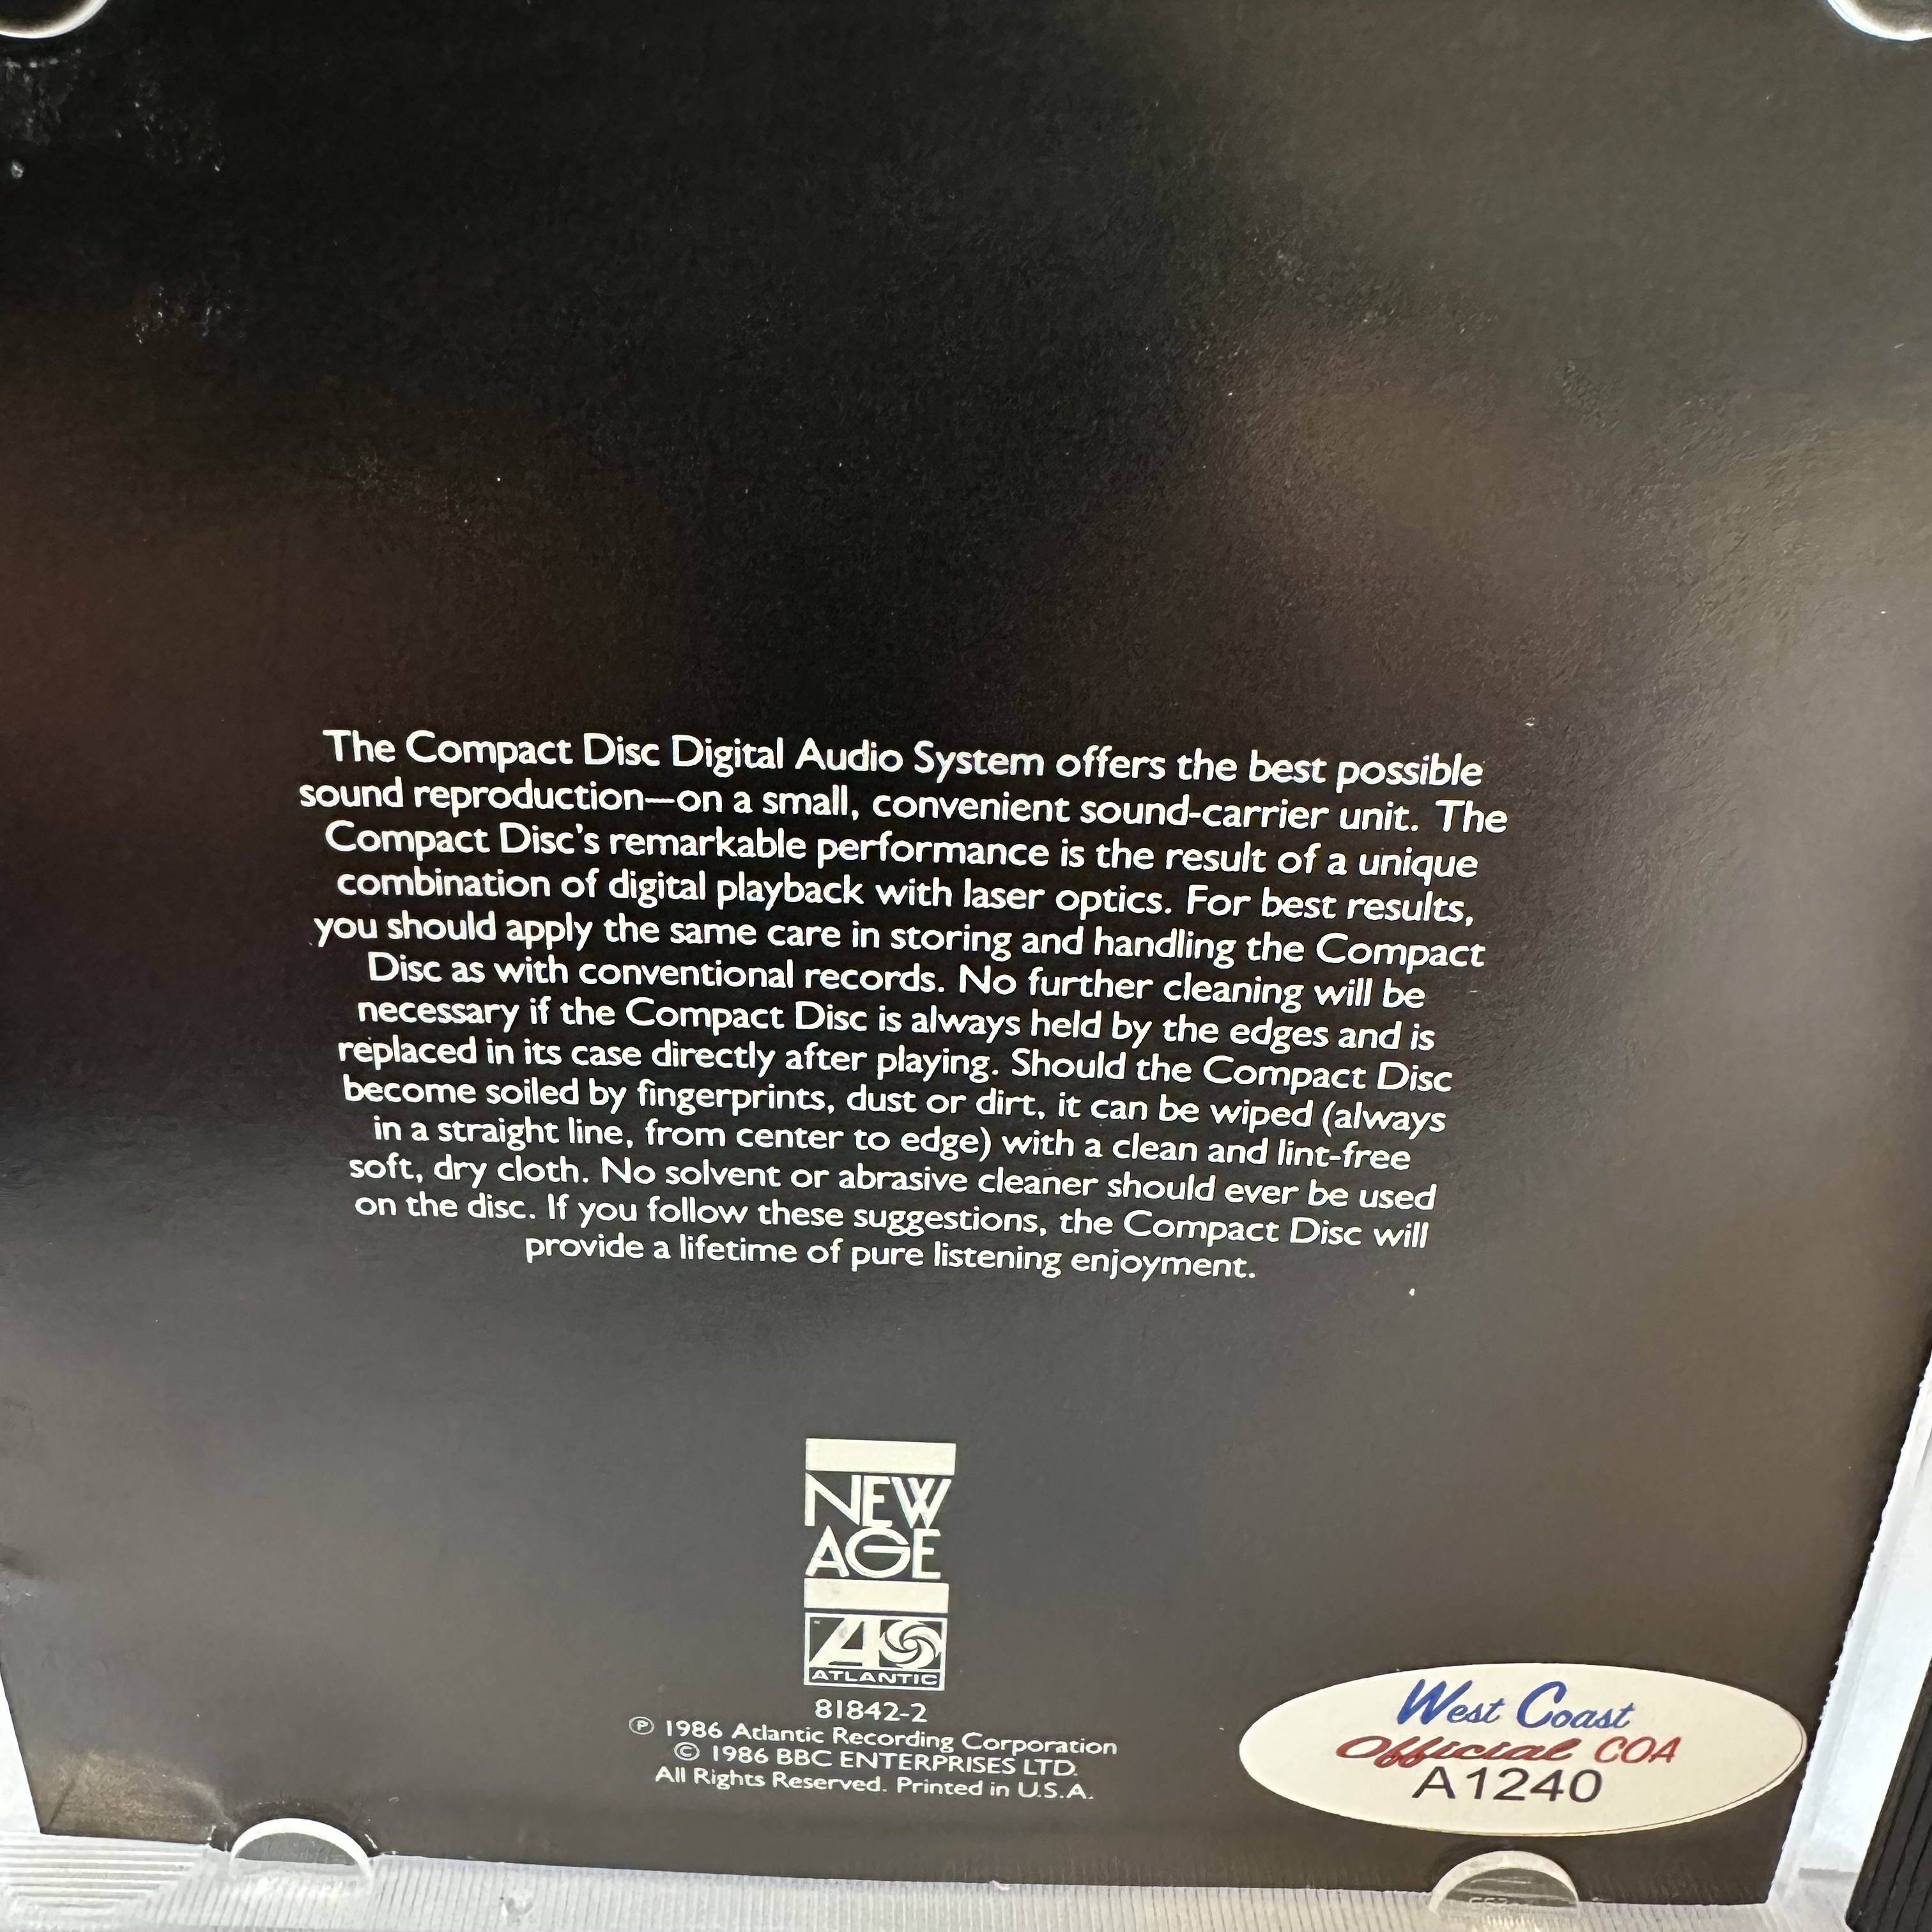 The Compact Disc Digital Audio System offers the best possible
sound reproduction—on a small, convenient sound-carrier unit. The
Compact Disc's remarkable performance is the result of a unique
combination of digital playback with laser optics. For best results,
you should apply the same care in storing and handling the Compact
Disc as with conventional records. No further cleaning will be
necessary if the Compact Disc is always held by the edges and is
replaced in its case directly after playing. Should the Compact Disc
become soiled by fingerprints, dust or dirt, it can be wiped (always
in a straight line, from center to edge) with a clean and lint-free
soft, dry cloth. No solvent or abrasive cleaner should ever be used
on the disc. If you follow these suggestions, the Compact Disc will
provide a lifetime of pure listening enjoyment.
NEW
AGE
A
ATLANTIC
81842-2
℗ 1986 Atlantic Recording Corporation
© 1986 BBC ENTERPRISES LTD.
All Rights Reserved. Printed in U.S.A.
West Coast
Official COA
A1240